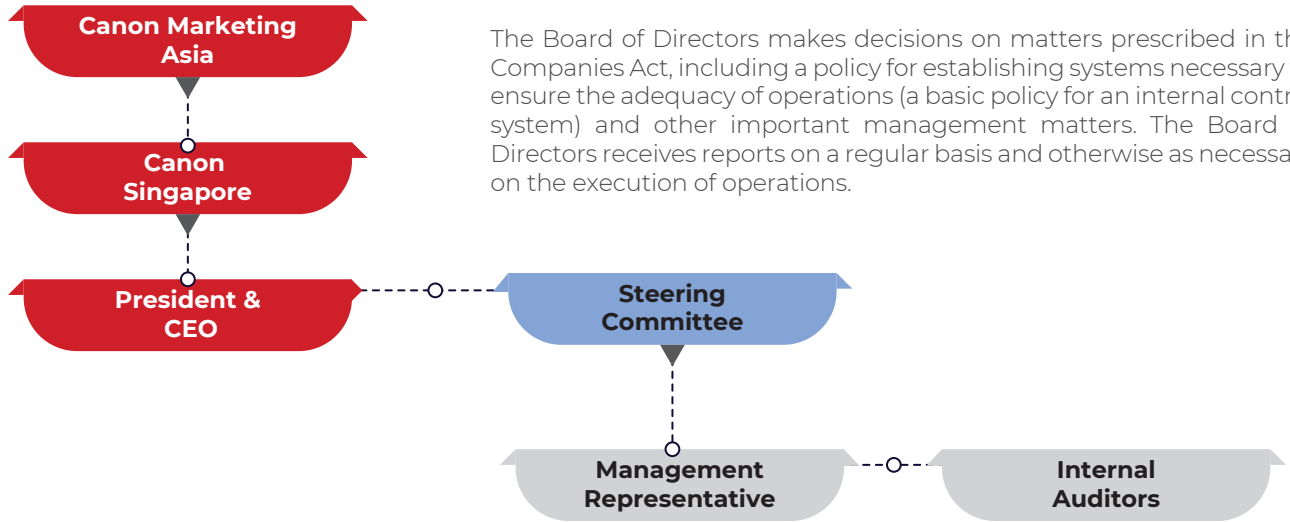 Canon Marketing
Asia
The Board of Directors makes decisions on matters prescribed in th
Companies Act, including a policy for establishing systems necessary
ensure the adequacy of operations (a basic policy for an internal contr
system) and other important management matters. The Board
Directors receives reports on a regular basis and otherwise as necessa
on the execution of operations.
Canon
Singapore
President &
CEO
Steering
Committee
Management
Representative
Internal
Auditors